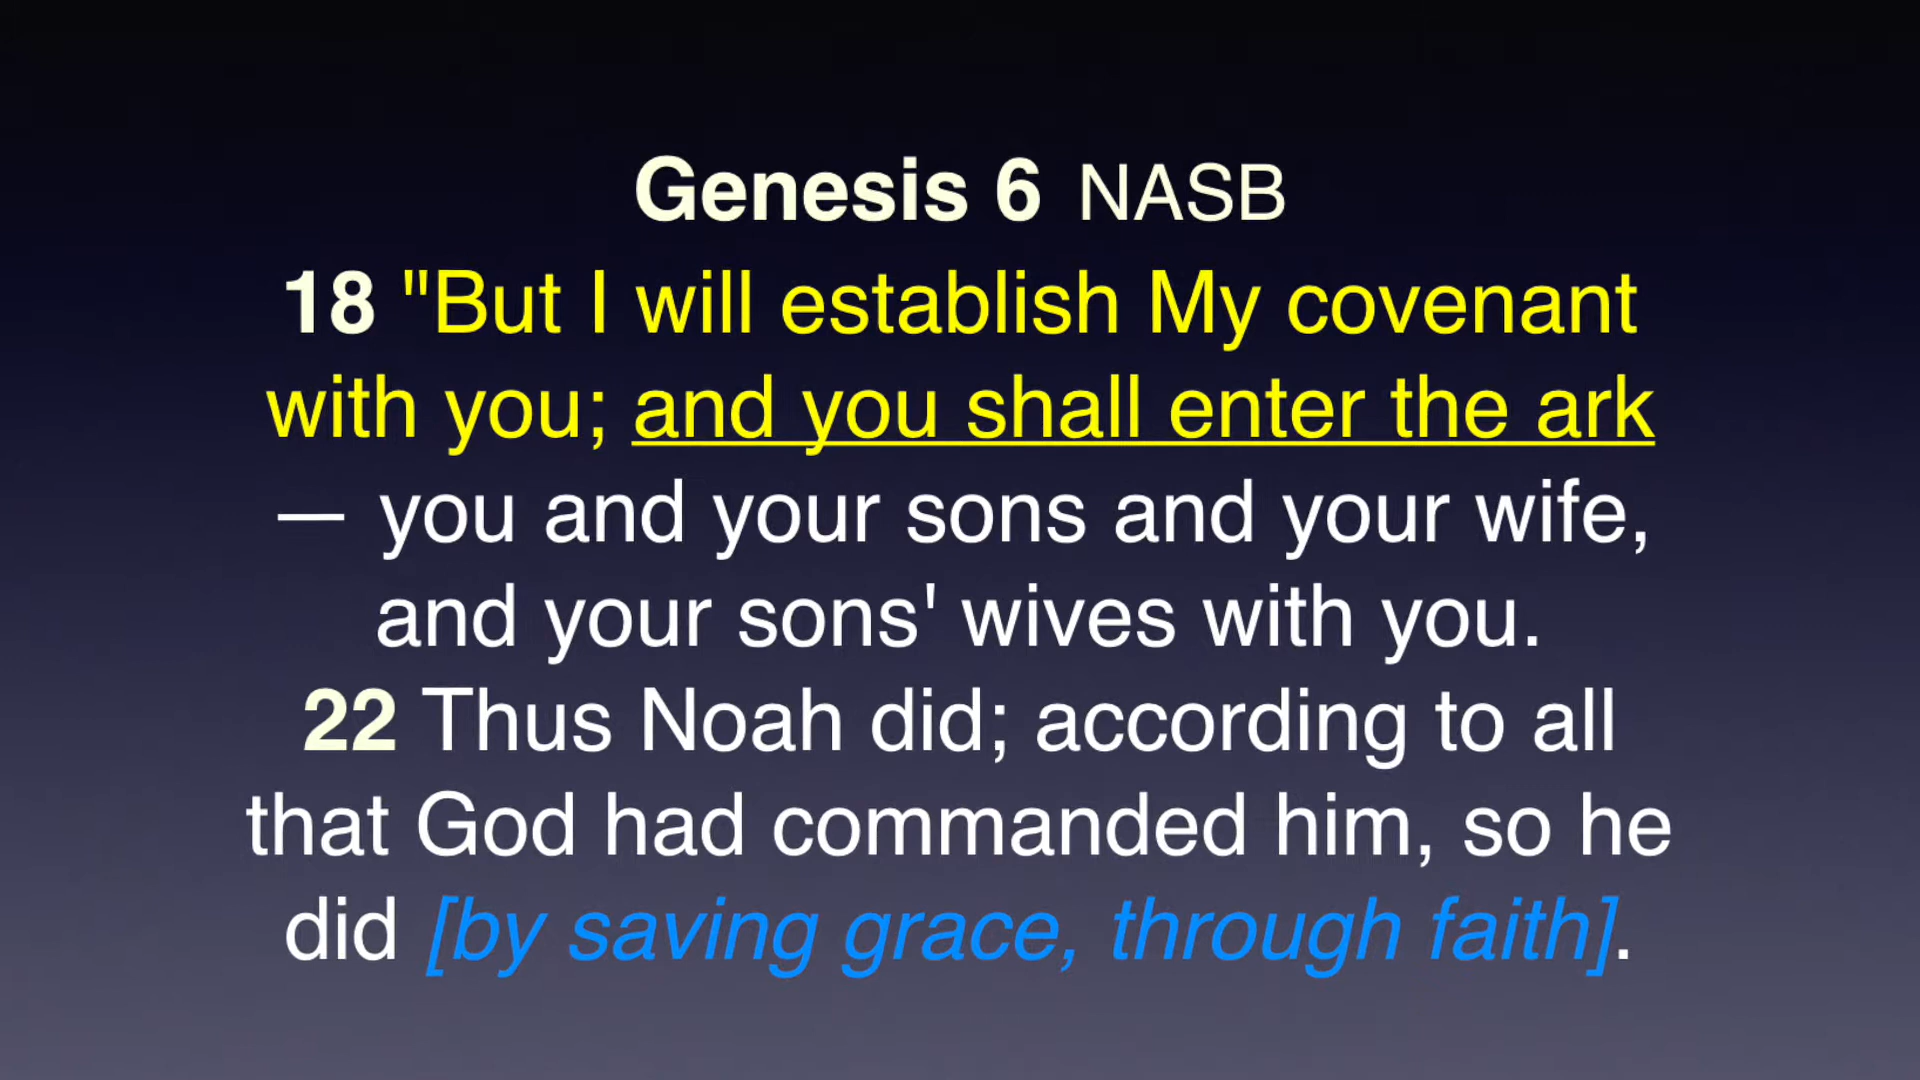 Genesis 6 NASB
18 "But I will establish My covenant
with you; and you shall enter the ark
— you and your sons and your wife,
and your sons' wives with you.
22 Thus Noah did; according to all
that God had commanded him, so he
did [by saving grace, through faith].